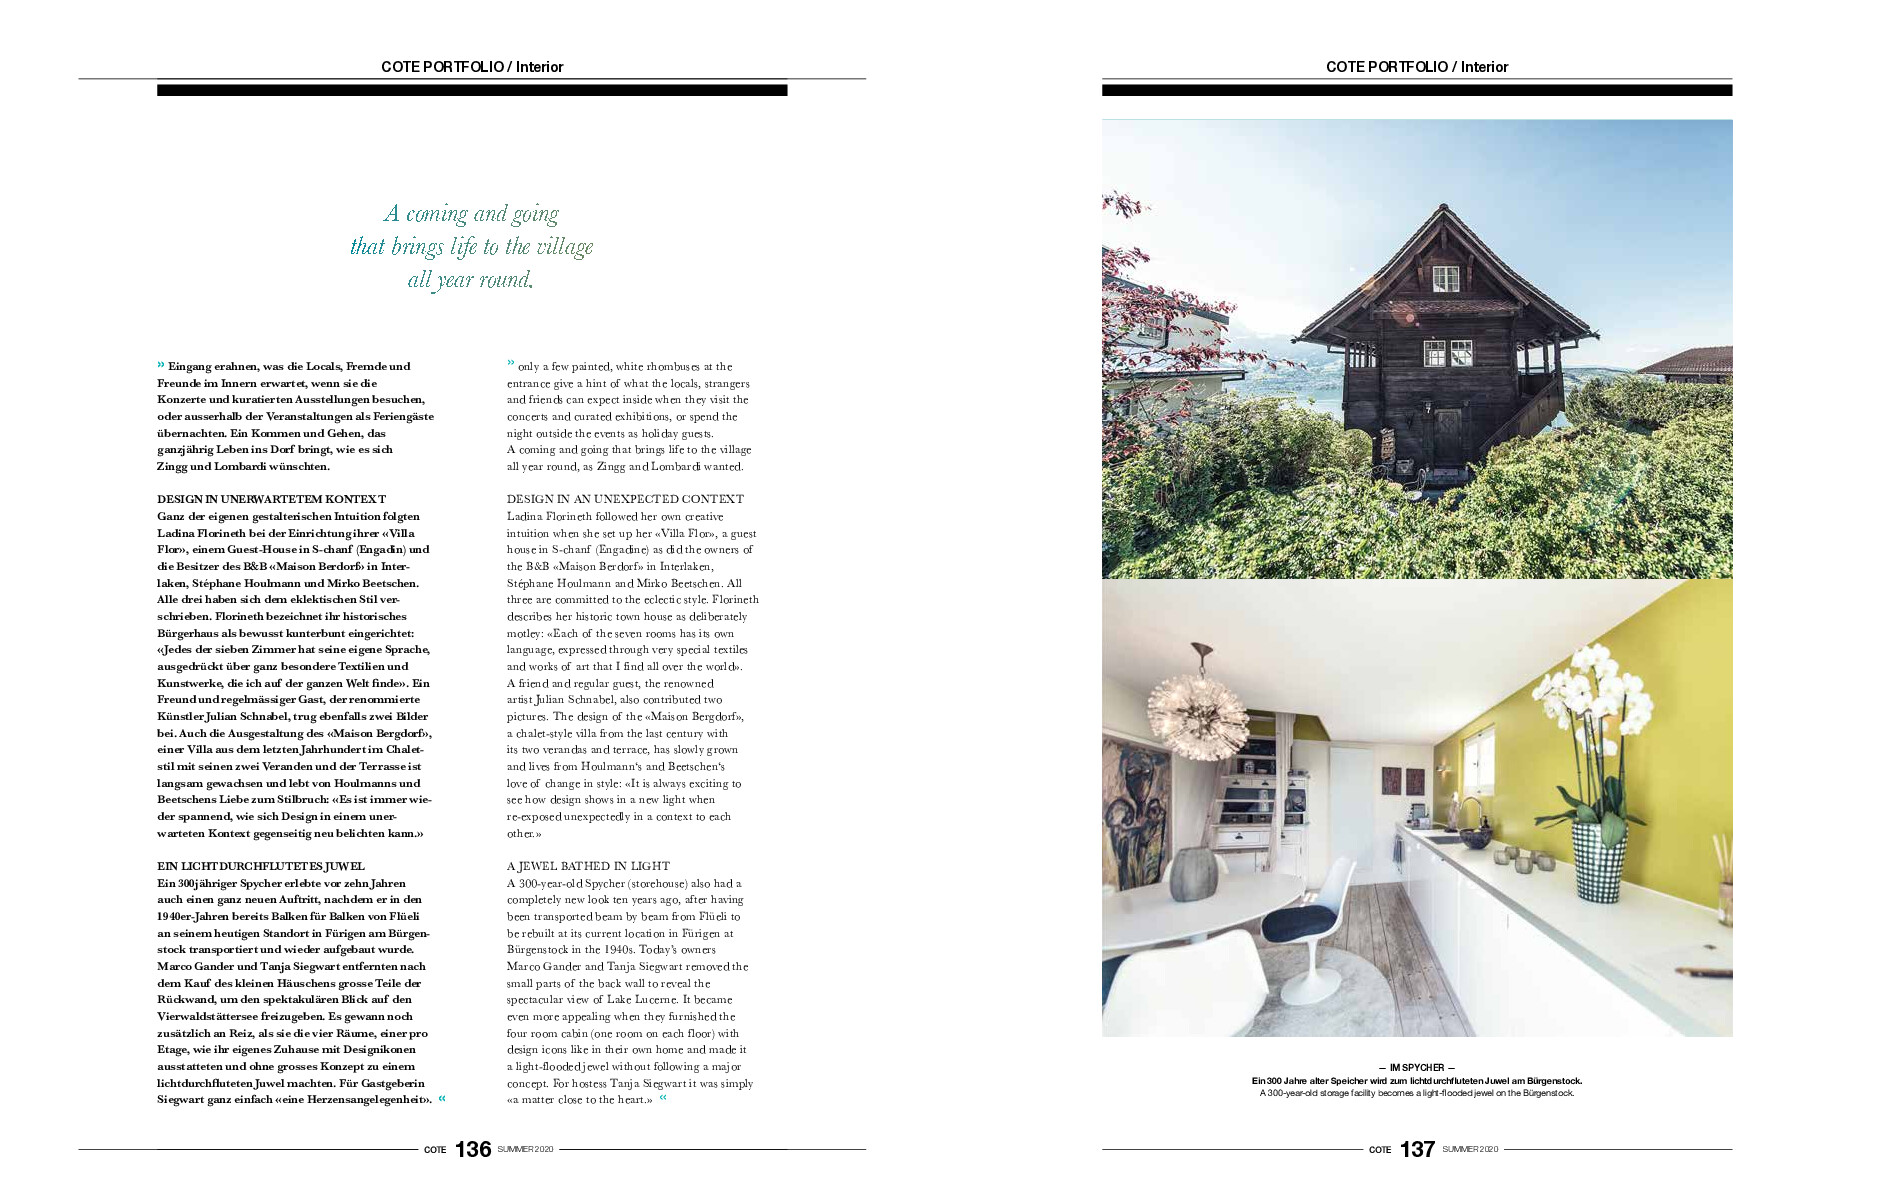 COTE PORTFOLIO / Interior
A coming and going
that brings life to the village
all year round.
» Eingang erahnen, was die Locals, Fremde und
Freunde im Innern erwartet, wenn sie die
Konzerte und kuratierten Ausstellungen besuchen,
oder ausserhalb der Veranstaltungen als Feriengäste
übernachten. Ein Kommen und Gehen, das
ganzjährig Leben ins Dorf bringt, wie es sich
Zingg und Lombardi wünschten.
DESIGN IN UNERWARTETEM KONTEXT
Ganz der eigenen gestalterischen Intuition folgten
Ladina Florineth bei der Einrichtung ihrer «Villa
Flor», einem Guest-House in S-chanf (Engadin) und
die Besitzer des B&B «Maison Berdorf» in Inter-
laken, Stéphane Houlmann und Mirko Beetschen.
Alle drei haben sich dem eklektischen Stil ver-
schrieben. Florineth bezeichnet ihr historisches
Bürgerhaus als bewusst kunterbunt eingerichtet:
«Jedes der sieben Zimmer hat seine eigene Sprache,
ausgedrückt über ganz besondere Textilien und
Kunstwerke, die ich auf der ganzen Welt finde». Ein
Freund und regelmässiger Gast, der renommierte
Künstler Julian Schnabel, trug ebenfalls zwei Bilder
bei. Auch die Ausgestaltung des «Maison Bergdorf»,
einer Villa aus dem letzten Jahrhundert im Chalet-
stil mit seinen zwei Veranden und der Terrasse ist
langsam gewachsen und lebt von Houlmanns und
Beetschens Liebe zum Stilbruch: «Es ist immer wie-
der spannend, wie sich Design in einem uner-
warteten Kontext gegenseitig neu belichten kann.»
EIN LICHTDURCHFLUTETES JUWEL
Ein 300jähriger Spycher erlebte vor zehn Jahren
auch einen ganz neuen Auftritt, nachdem er in den
1940er-Jahren bereits Balken für Balken von Flüeli
an seinem heutigen Standort in Fürigen am Bürgen-
stock transportiert und wieder aufgebaut wurde.
Marco Gander und Tanja Siegwart entfernten nach
dem Kauf des kleinen Häuschens grosse Teile der
Rückwand, um den spektakulären Blick auf den
Vierwaldstättersee freizugeben. Es gewann noch
zusätzlich an Reiz, als sie die vier Räume, einer pro
Etage, wie ihr eigenes Zuhause mit Designikonen
ausstatteten und ohne grosses Konzept zu einem
lichtdurchfluteten Juwel machten. Für Gastgeberin
Siegwart ganz einfach «eine Herzensangelegenheit». «
» only a few painted, white rhombuses at the
entrance give a hint of what the locals, strangers
and friends can expect inside when they visit the
concerts and curated exhibitions, or spend the
night outside the events as holiday guests.
A coming and going that brings life to the village
all year round, as Zingg and Lombardi wanted.
DESIGN IN AN UNEXPECTED CONTEXT
Ladina Florineth followed her own creative
intuition when she set up her «Villa Flor», a guest
house in S-chanf (Engadine) as did the owners of
the B&B «Maison Berdorf» in Interlaken,
Stéphane Houlmann and Mirko Beetschen. All
three are committed to the eclectic style. Florineth
describes her historic town house as deliberately
motley: «Each of the seven rooms has its own
language, expressed through very special textiles
and works of art that I find all over the world».
A friend and regular guest, the renowned
artist Julian Schnabel, also contributed two
pictures. The design of the «Maison Bergdorf»,
a chalet-style villa from the last century with
its two verandas and terrace, has slowly grown
and lives from Houlmann's and Beetschen's
love of change in style: «It is always exciting to
see how design shows in a new light when
re-exposed unexpectedly in a context to each
other.»
A JEWEL BATHED IN LIGHT
A 300-year-old Spycher (storehouse) also had a
completely new look ten years ago, after having
been transported beam by beam from Flüeli to
be rebuilt at its current location in Fürigen at
Bürgenstock in the 1940s. Today's owners
Marco Gander and Tanja Siegwart removed the
small parts of the back wall to reveal the
spectacular view of Lake Lucerne. It became
even more appealing when they furnished the
four room cabin (one room on each floor) with
design icons like in their own home and made it
a light-flooded jewel without following a major
concept. For hostess Tanja Siegwart it was simply
«a matter close to the heart.» «
COTE 136 SUMMER 2020
COTE PORTFOLIO / Interior
— IM SPYCHER —
Ein 300 Jahre alter Speicher wird zum lichtdurchfluteten Juwel am Bürgenstock.
A 300-year-old storage facility becomes a light-flooded jewel on the Bürgenstock.
COTE 137 SUMMER 2020